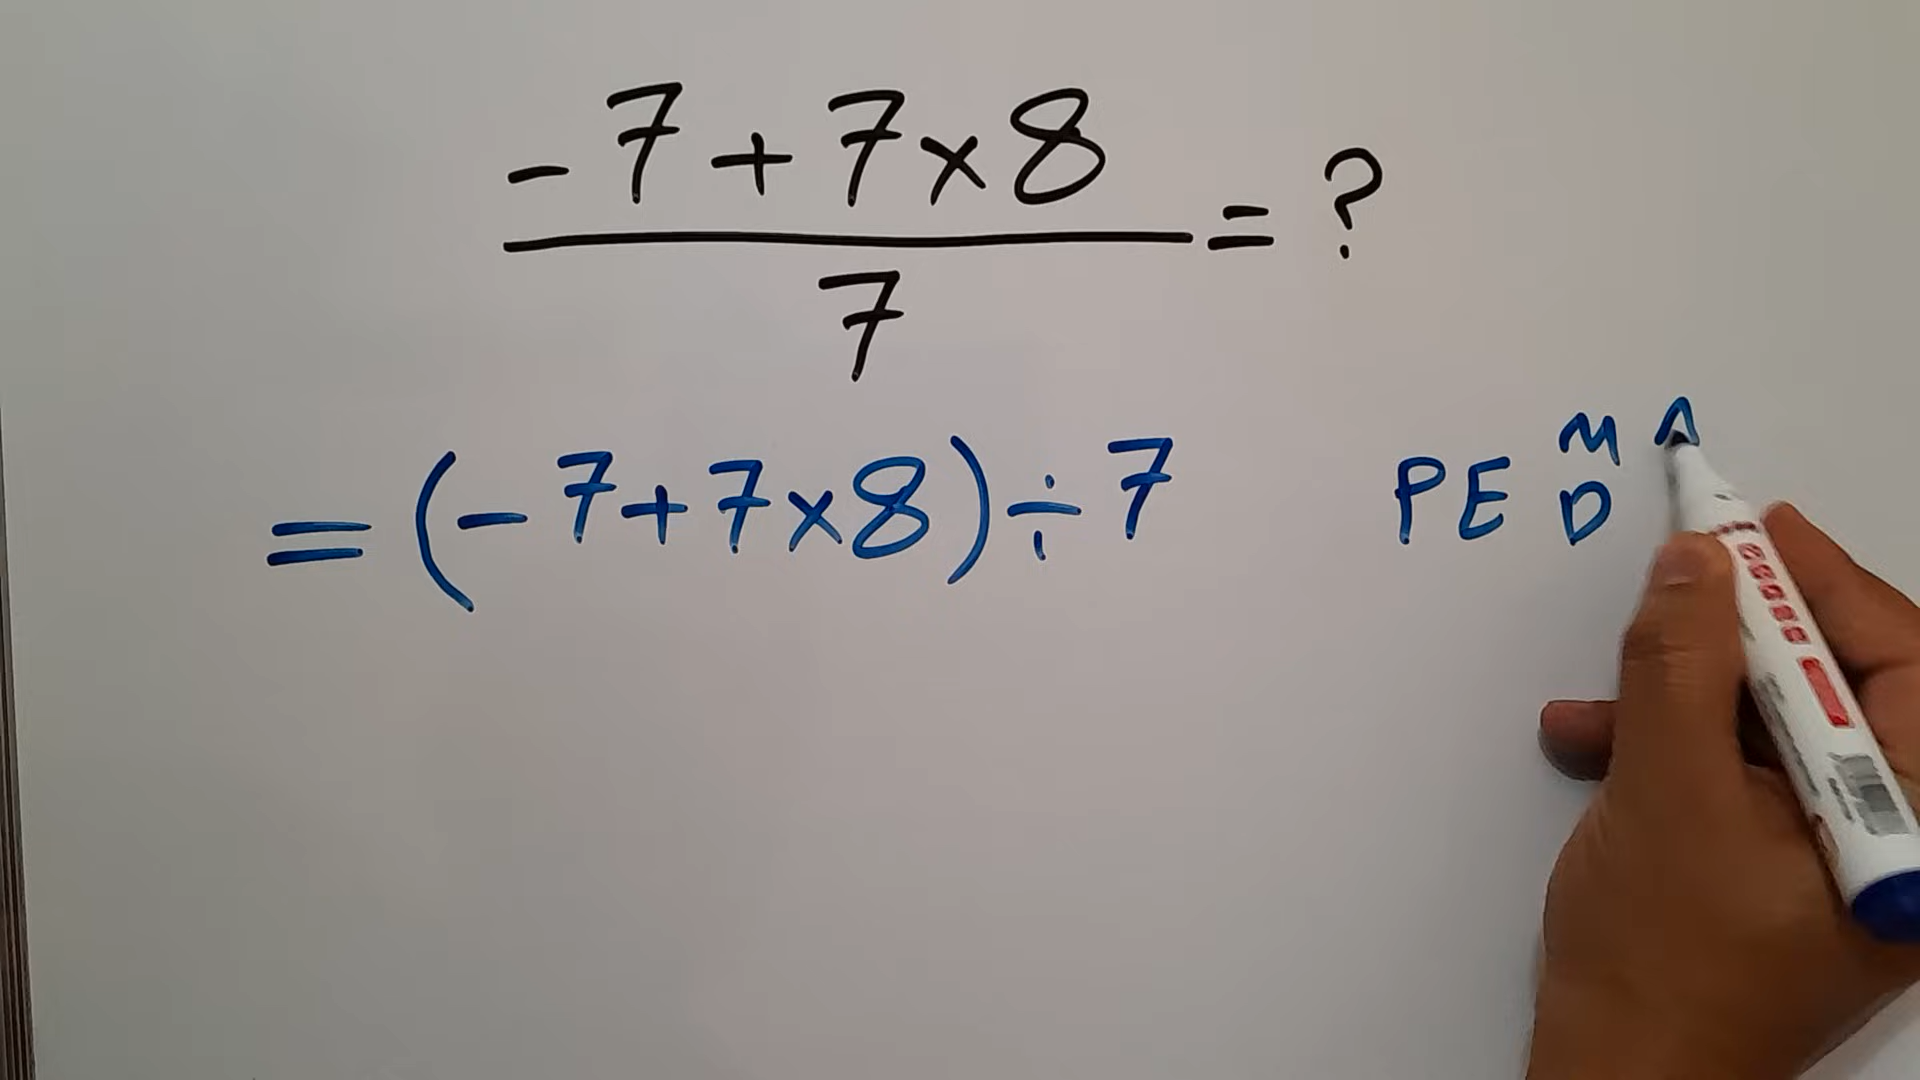 -7+7×8
7
= ?
= (-7+7×8)÷7
PE M A
D